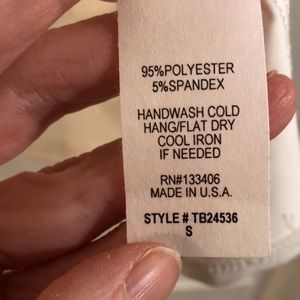 95%POLYESTER
5%SPANDEX
HANDWASH COLD
HANG/FLAT DRY
COOL IRON
IF NEEDED
RN#133406
MADE IN U.S.A.
STYLE # TB24536
S